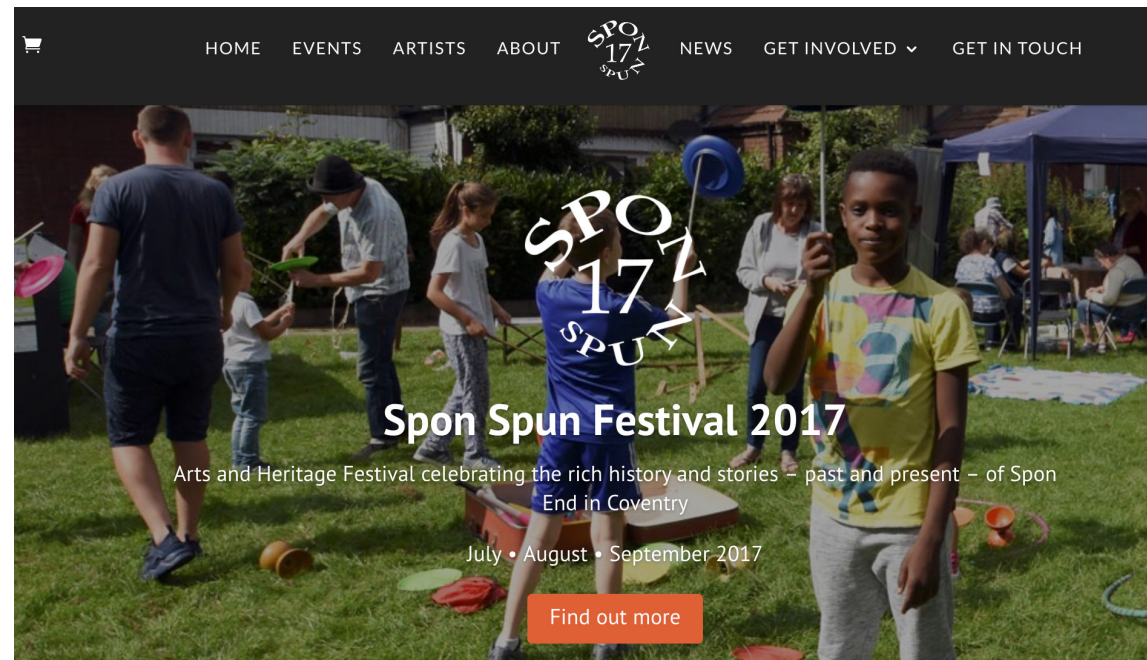 HOME EVENTS ARTISTS ABOUT SPON 17 SPUN NEWS GET INVOLVED GET IN TOUCH
SPON
17
SPUN
Spon Spun Festival 2017
Arts and Heritage Festival celebrating the rich history and stories – past and present – of Spon
End in Coventry
July • August • September 2017
Find out more